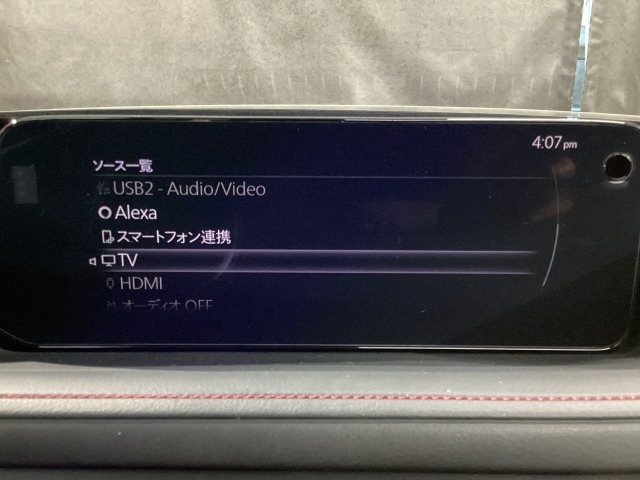 4:07 pm
ソース一覧
USB2 - Audio/Video
Alexa
スマートフォン連携
TV
HDMI
オーディオ OFF